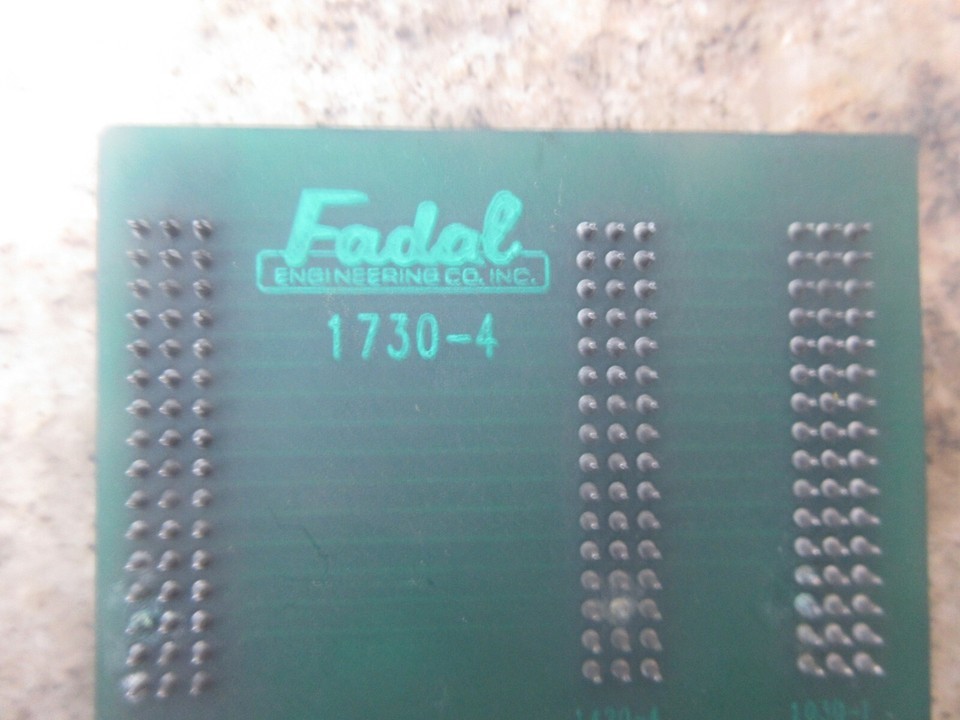 Fadal
ENGINEERING CO. INC.
1730-4